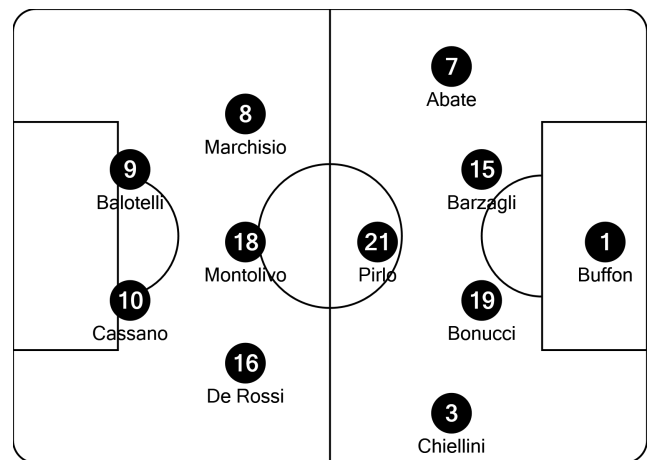 7
Abate
8
Marchisio
9
Balotelli
15
Barzagli
18
Montolivo
21
Pirlo
1
Buffon
10
Cassano
19
Bonucci
16
De Rossi
3
Chiellini